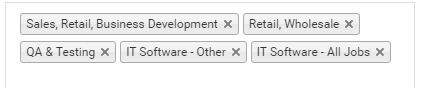 Sales, Retail, Business Development × Retail, Wholesale ×
QA & Testing × IT Software - Other × IT Software - All Jobs ×